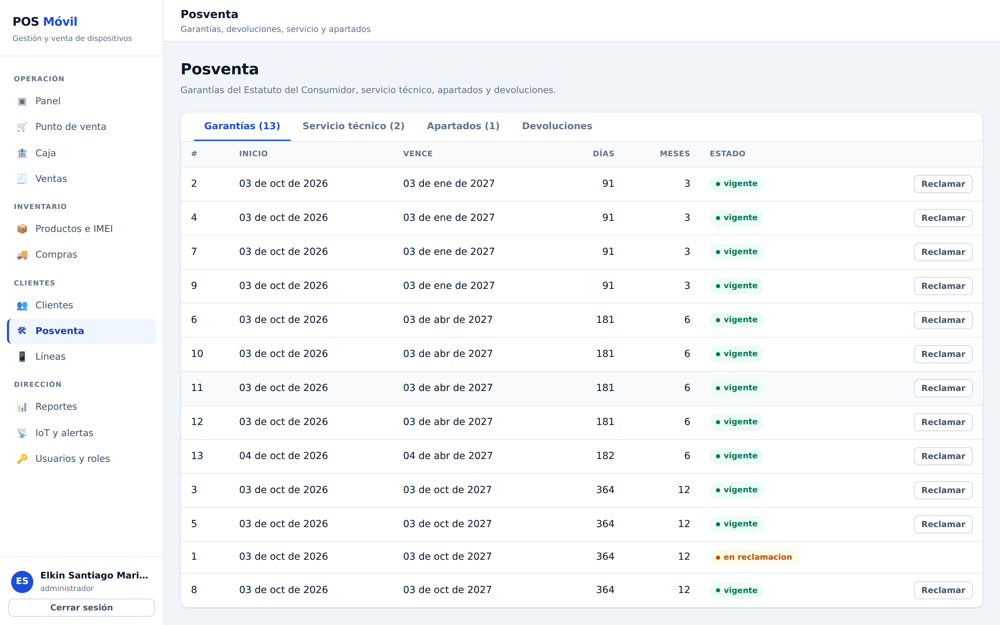 POS Móvil
Gestión y venta de dispositivos
OPERACIÓN
Panel
Punto de venta
Caja
Ventas
INVENTARIO
Productos e IMEI
Compras
CLIENTES
Clientes
Posventa
Líneas
DIRECCIÓN
Reportes
IoT y alertas
Usuarios y roles
ES
Elkin Santiago Mari...
administrador
Cerrar sesión
Posventa
Garantías, devoluciones, servicio y apartados
Posventa
Garantías del Estatuto del Consumidor, servicio técnico, apartados y devoluciones.
Garantías (13) Servicio técnico (2) Apartados (1) Devoluciones
# INICIO VENCE DÍAS MESES ESTADO
2 03 de oct de 2026 03 de ene de 2027 91 3 vigente Reclamar
4 03 de oct de 2026 03 de ene de 2027 91 3 vigente Reclamar
7 03 de oct de 2026 03 de ene de 2027 91 3 vigente Reclamar
9 03 de oct de 2026 03 de ene de 2027 91 3 vigente Reclamar
6 03 de oct de 2026 03 de abr de 2027 181 6 vigente Reclamar
10 03 de oct de 2026 03 de abr de 2027 181 6 vigente Reclamar
11 03 de oct de 2026 03 de abr de 2027 181 6 vigente Reclamar
12 03 de oct de 2026 03 de abr de 2027 181 6 vigente Reclamar
13 04 de oct de 2026 04 de abr de 2027 182 6 vigente Reclamar
3 03 de oct de 2026 03 de oct de 2027 364 12 vigente Reclamar
5 03 de oct de 2026 03 de oct de 2027 364 12 vigente Reclamar
1 03 de oct de 2026 03 de oct de 2027 364 12 en reclamacion
8 03 de oct de 2026 03 de oct de 2027 364 12 vigente Reclamar